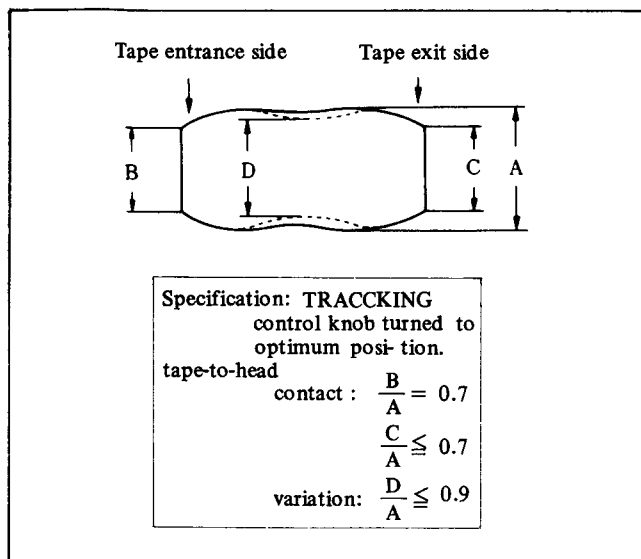 Tape entrance side Tape exit side
B D C A
Specification: TRACCKING
control knob turned to
optimum posi- tion.
tape-to-head
contact : B/A = 0.7
C/A ≦ 0.7
variation: D/A ≦ 0.9